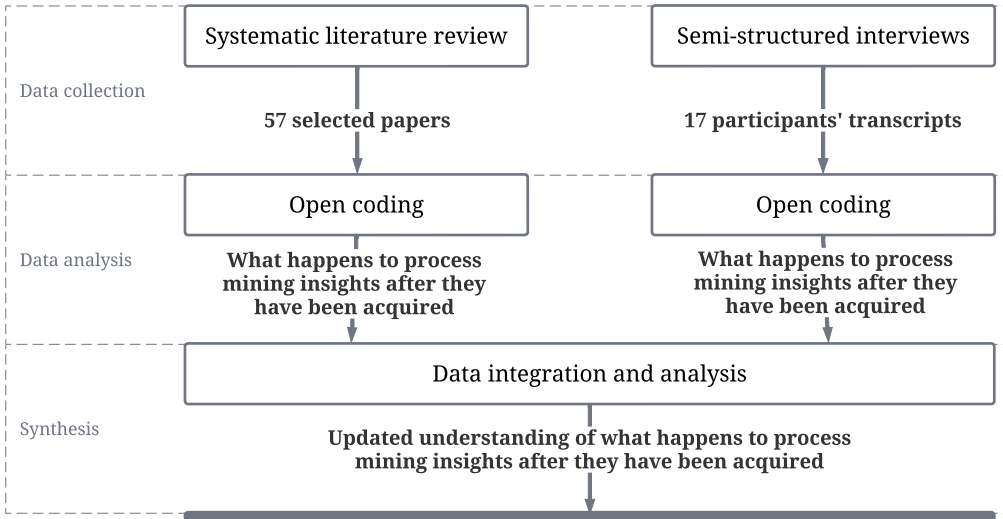 Systematic literature review
Semi-structured interviews
Data collection
57 selected papers
17 participants' transcripts
Open coding
Open coding
Data analysis
What happens to process
mining insights after they
have been acquired
What happens to process
mining insights after they
have been acquired
Data integration and analysis
Synthesis
Updated understanding of what happens to process
mining insights after they have been acquired